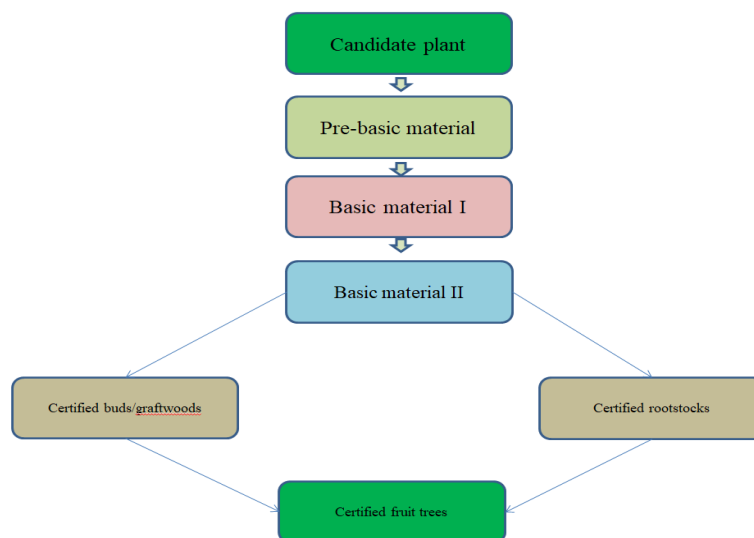 Candidate plant
Pre-basic material
Basic material I
Basic material II
Certified buds/graftwoods
Certified rootstocks
Certified fruit trees